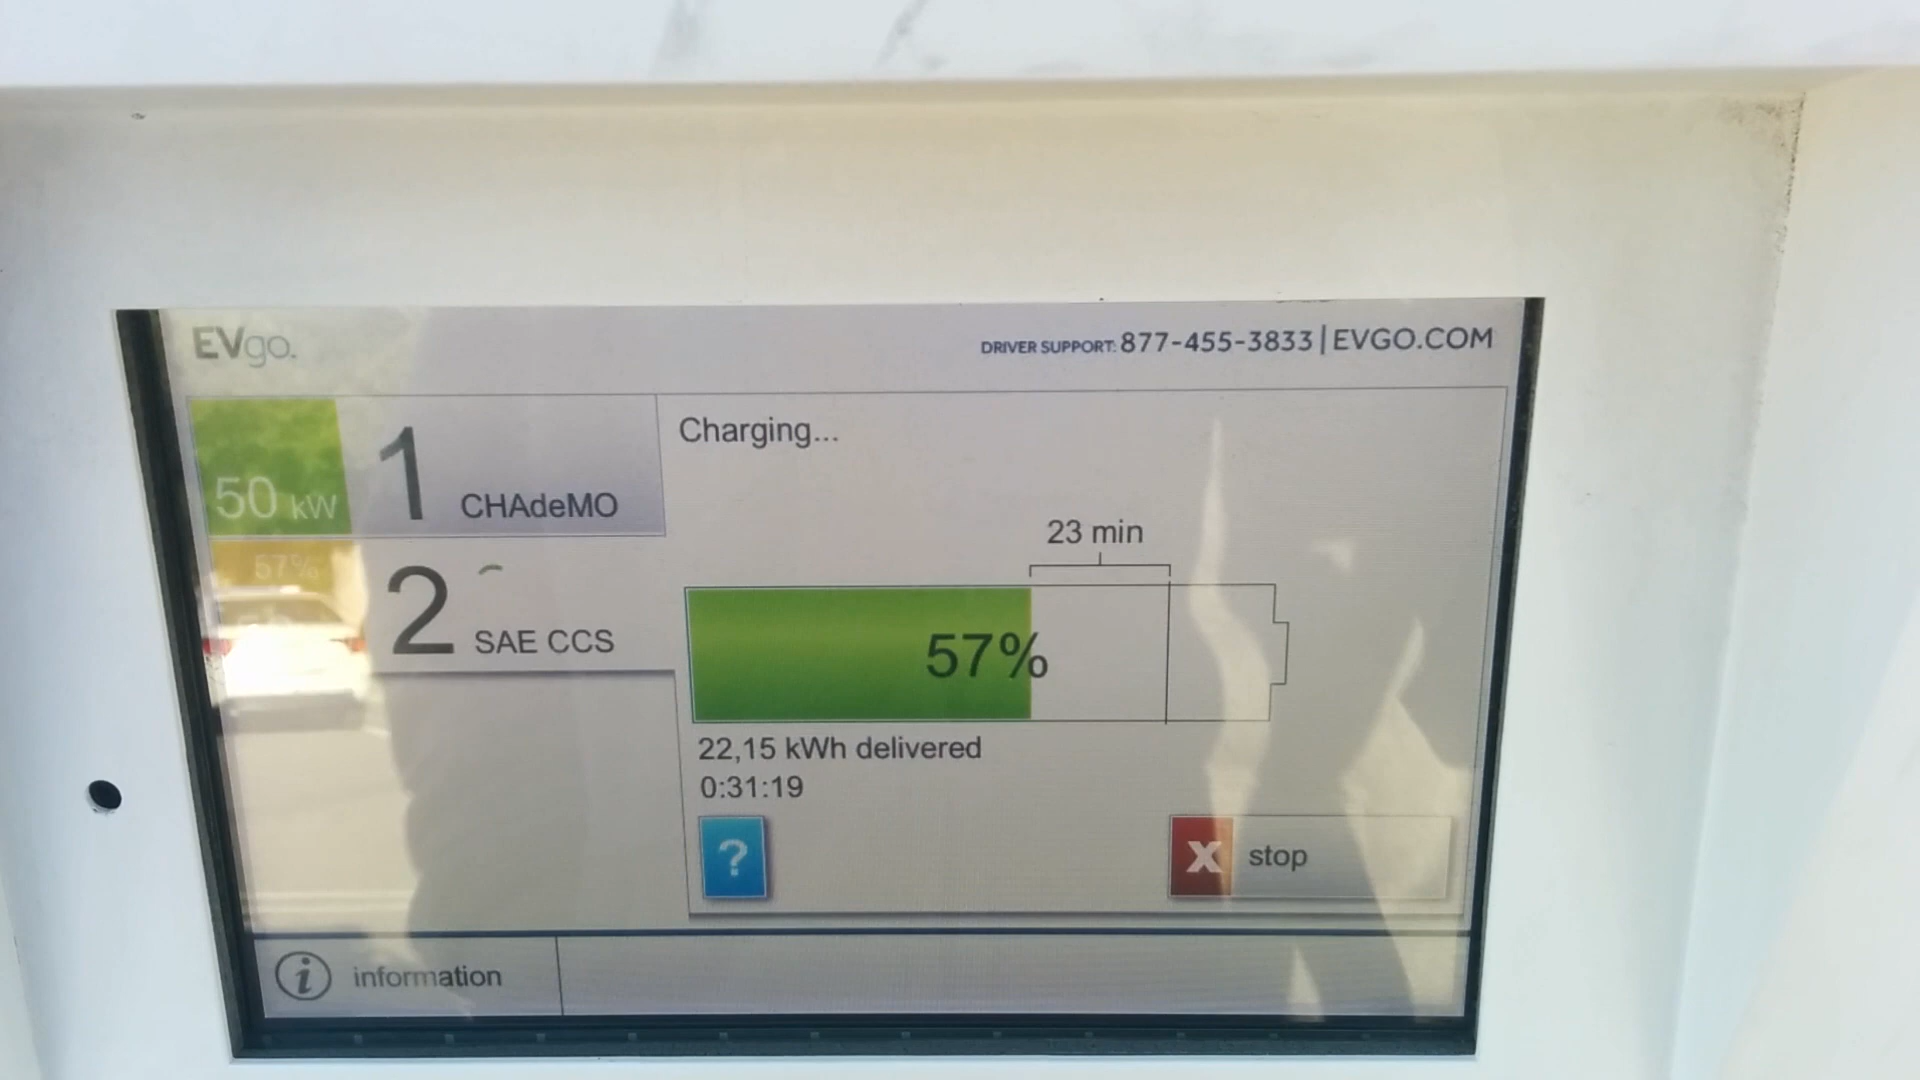 EVgo.
DRIVER SUPPORT: 877-455-3833 | EVGO.COM
50 kW
1 CHAdeMO
57%
2 SAE CCS
Charging...
23 min
57%
22,15 kWh delivered
0:31:19
?
X stop
i information